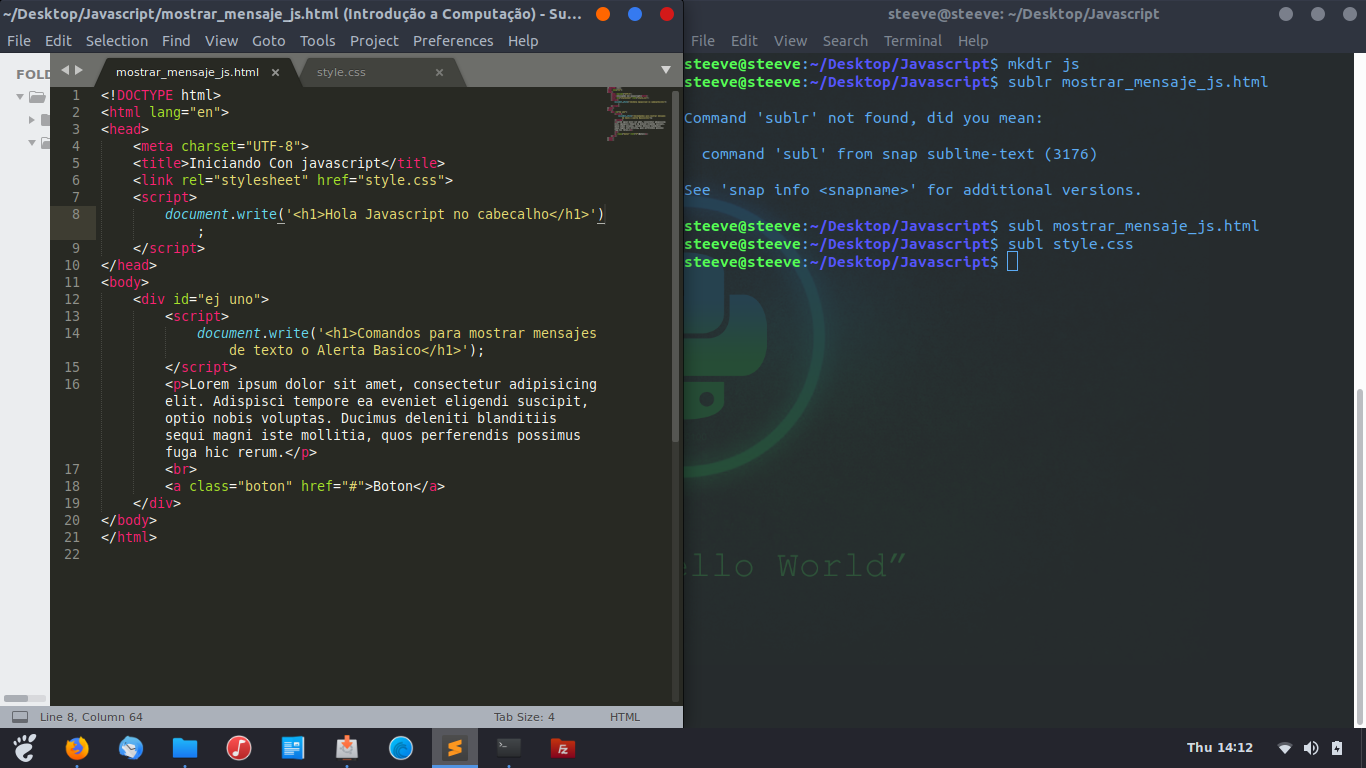 ~/Desktop/Javascript/mostrar_mensaje_js.html (Introdução a Computação) - Su...
File Edit Selection Find View Goto Tools Project Preferences Help
FOLD
mostrar_mensaje_js.html × style.css ×
1 <!DOCTYPE html>
2 <html lang="en">
3 <head>
4 <meta charset="UTF-8">
5 <title>Iniciando Con javascript</title>
6 <link rel="stylesheet" href="style.css">
7 <script>
8 document.write('<h1>Hola Javascript no cabecalho</h1>')
;
9 </script>
10 </head>
11 <body>
12 <div id="ej uno">
13 <script>
14 document.write('<h1>Comandos para mostrar mensajes
de texto o Alerta Basico</h1>');
15 </script>
16 <p>Lorem ipsum dolor sit amet, consectetur adipisicing
elit. Adispisci tempore ea eveniet eligendi suscipit,
optio nobis voluptas. Ducimus deleniti blanditiis
sequi magni iste mollitia, quos perferendis possimus
fuga hic rerum.</p>
17 <br>
18 <a class="boton" href="#">Boton</a>
19 </div>
20 </body>
21 </html>
22
Line 8, Column 64 Tab Size: 4 HTML
steeve@steeve: ~/Desktop/Javascript
File Edit View Search Terminal Help
steeve@steeve:~/Desktop/Javascript$ mkdir js
steeve@steeve:~/Desktop/Javascript$ sublr mostrar_mensaje_js.html
Command 'sublr' not found, did you mean:
command 'subl' from snap sublime-text (3176)
See 'snap info <snapname>' for additional versions.
steeve@steeve:~/Desktop/Javascript$ subl mostrar_mensaje_js.html
steeve@steeve:~/Desktop/Javascript$ subl style.css
steeve@steeve:~/Desktop/Javascript$
ello World”
Fz
Thu 14:12